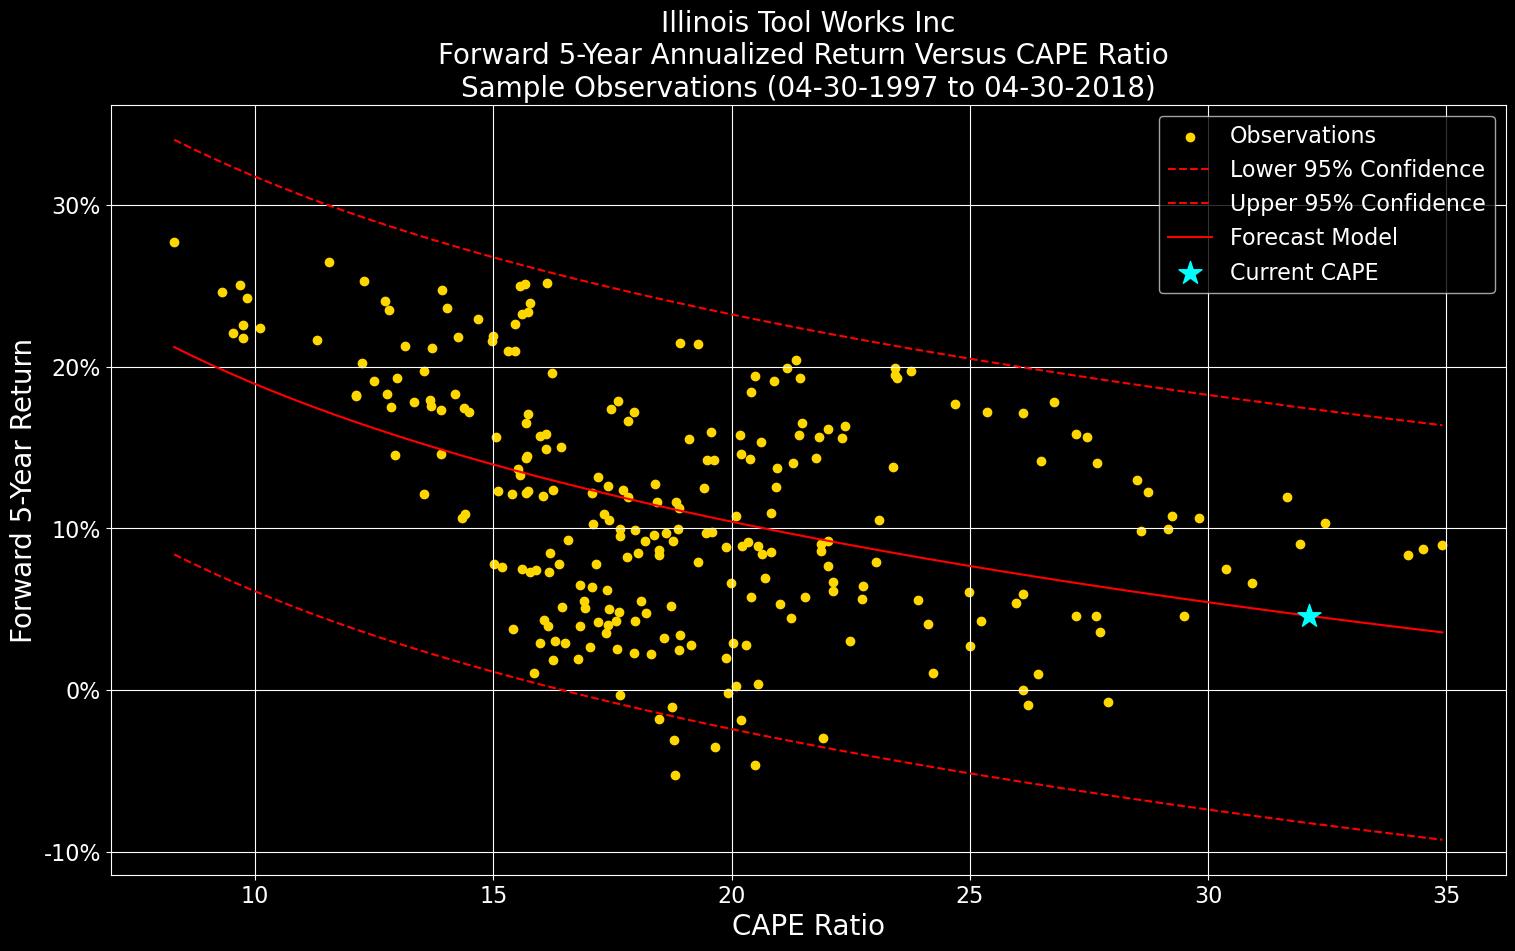 Illinois Tool Works Inc
Forward 5-Year Annualized Return Versus CAPE Ratio
Sample Observations (04-30-1997 to 04-30-2018)
Observations
Lower 95% Confidence
Upper 95% Confidence
Forecast Model
Current CAPE
Forward 5-Year Return
30%
20%
10%
0%
-10%
10 15 20 25 30 35
CAPE Ratio